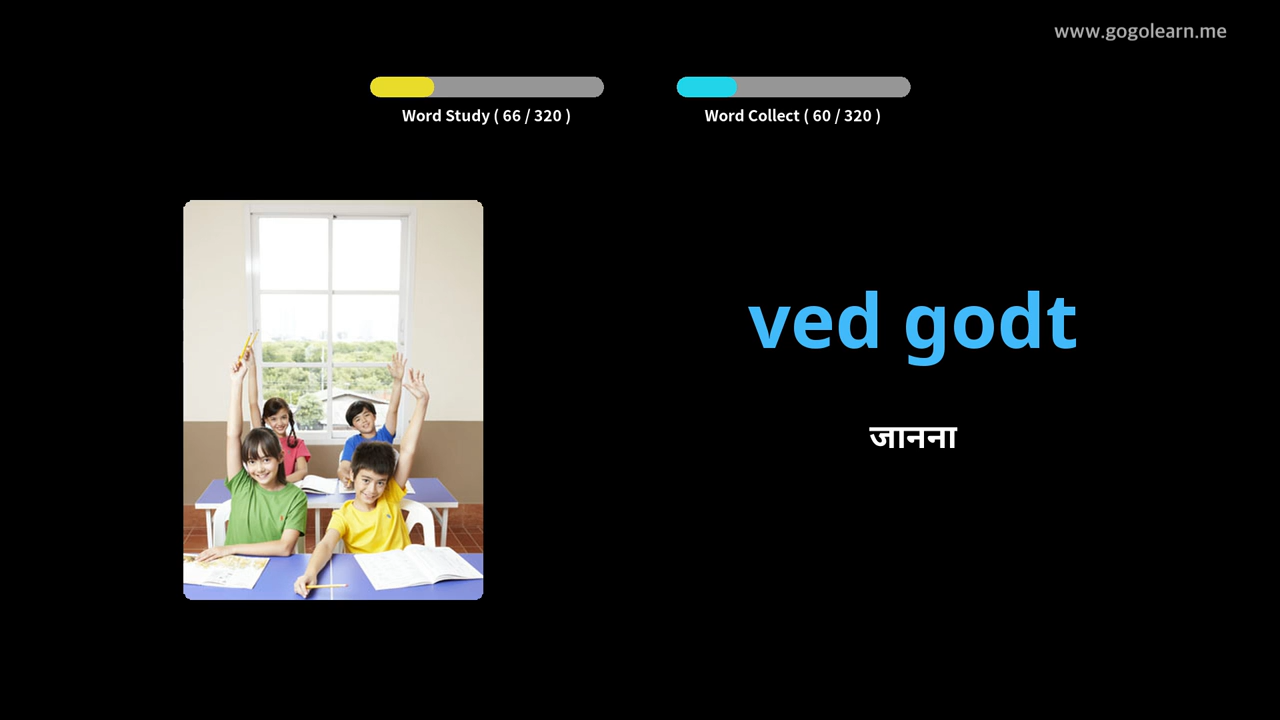 www.gogolearn.me
Word Study ( 66 / 320 )
Word Collect ( 60 / 320 )
ved godt
जानना